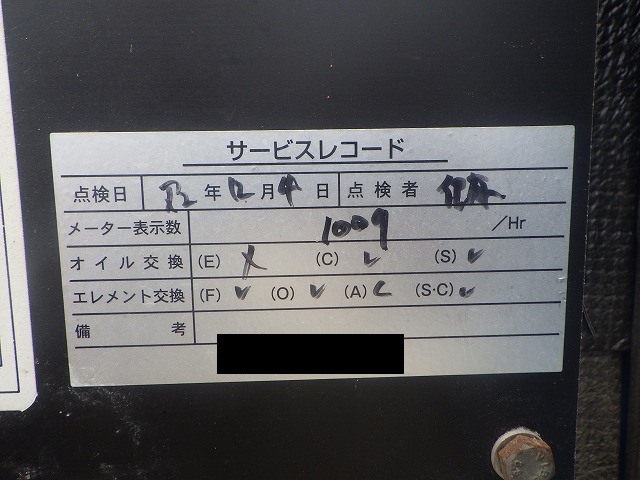 サービスレコード
点検日 年12月4日 点検者
メーター表示数 1009 /Hr
オイル交換 (E) (C) ✓ (S) ✓
エレメント交換 (F) ✓ (O) ✓ (A) (S·C) ✓
備考